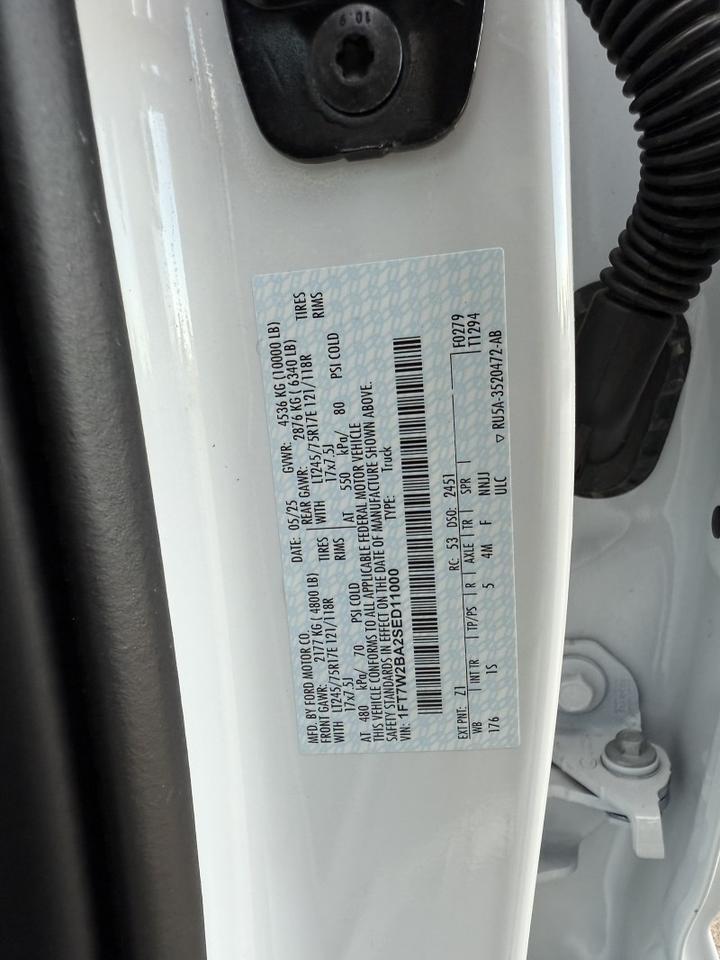 10.9
MFD. BY FORD MOTOR CO.
DATE: 05/25 GVWR: 4536 KG (10000 LB)
FRONT GAWR: 2177 KG ( 4800 LB) REAR GAWR: 2876 KG ( 6340 LB)
WITH LT245/75R17E 121/118R TIRES LT245/75R17E 121/118R TIRES
17x7.5J RIMS WITH 17x7.5J RIMS
AT 480 kPa/ 70 PSI COLD AT 550 kPa/ 80 PSI COLD
THIS VEHICLE CONFORMS TO ALL APPLICABLE FEDERAL MOTOR VEHICLE
SAFETY STANDARDS IN EFFECT ON THE DATE OF MANUFACTURE SHOWN ABOVE.
VIN: 1FT7W2BA2SED11000 TYPE: Truck
EXT PNT: Z1 RC: 53 DSO: 2451 F0279
WB INT TR TP/PS R AXLE TR SPR T1294
176 1S 5 4M F NNJJ
ULC ▽ RU5A-3520472-AB